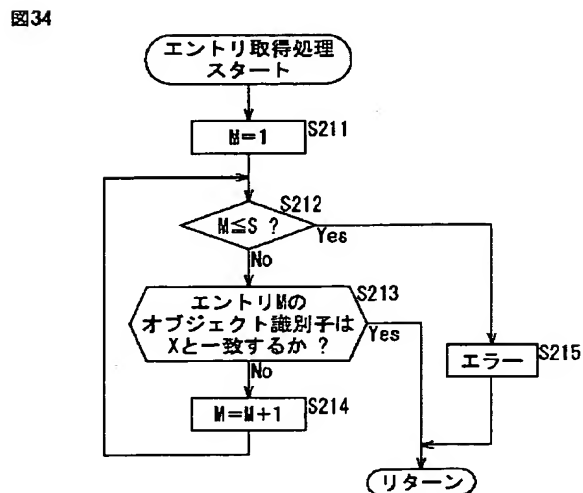 図34
エントリ取得処理
スタート
M=1
S211
S212
M≦S ?
Yes
No
S213
エントリMの
オブジェクト識別子は
Xと一致するか ?
Yes
No
S214
M=M+1
エラー
S215
リターン